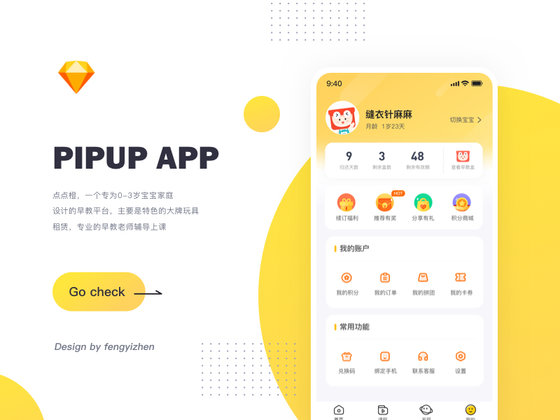 PIPUP APP
点点橙，一个专为0-3岁宝宝家庭
设计的早教平台、主要是特色的大牌玩具
租赁、专业的早教老师辅导上课
Go check
Design by fengyizhen
9:40
缝衣针麻麻
月龄 1岁23天
切换宝宝
9 3 48
续订福利 推荐有奖 分享有礼 积分商城
HOT
我的账户
我的积分 我的订单 我的拼团 我的卡券
常用功能
兑换码 绑定手机 联系客服 设置